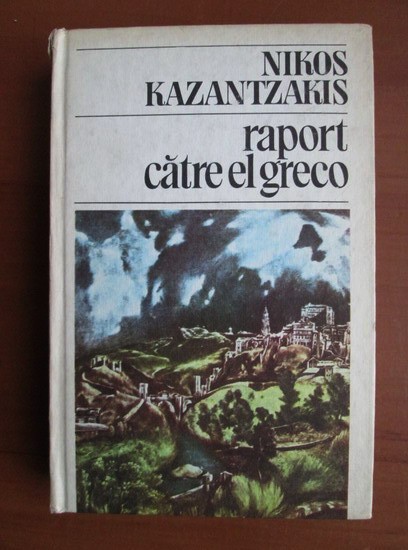 NIKOS
KAZANTZAKIS
raport
către el greco